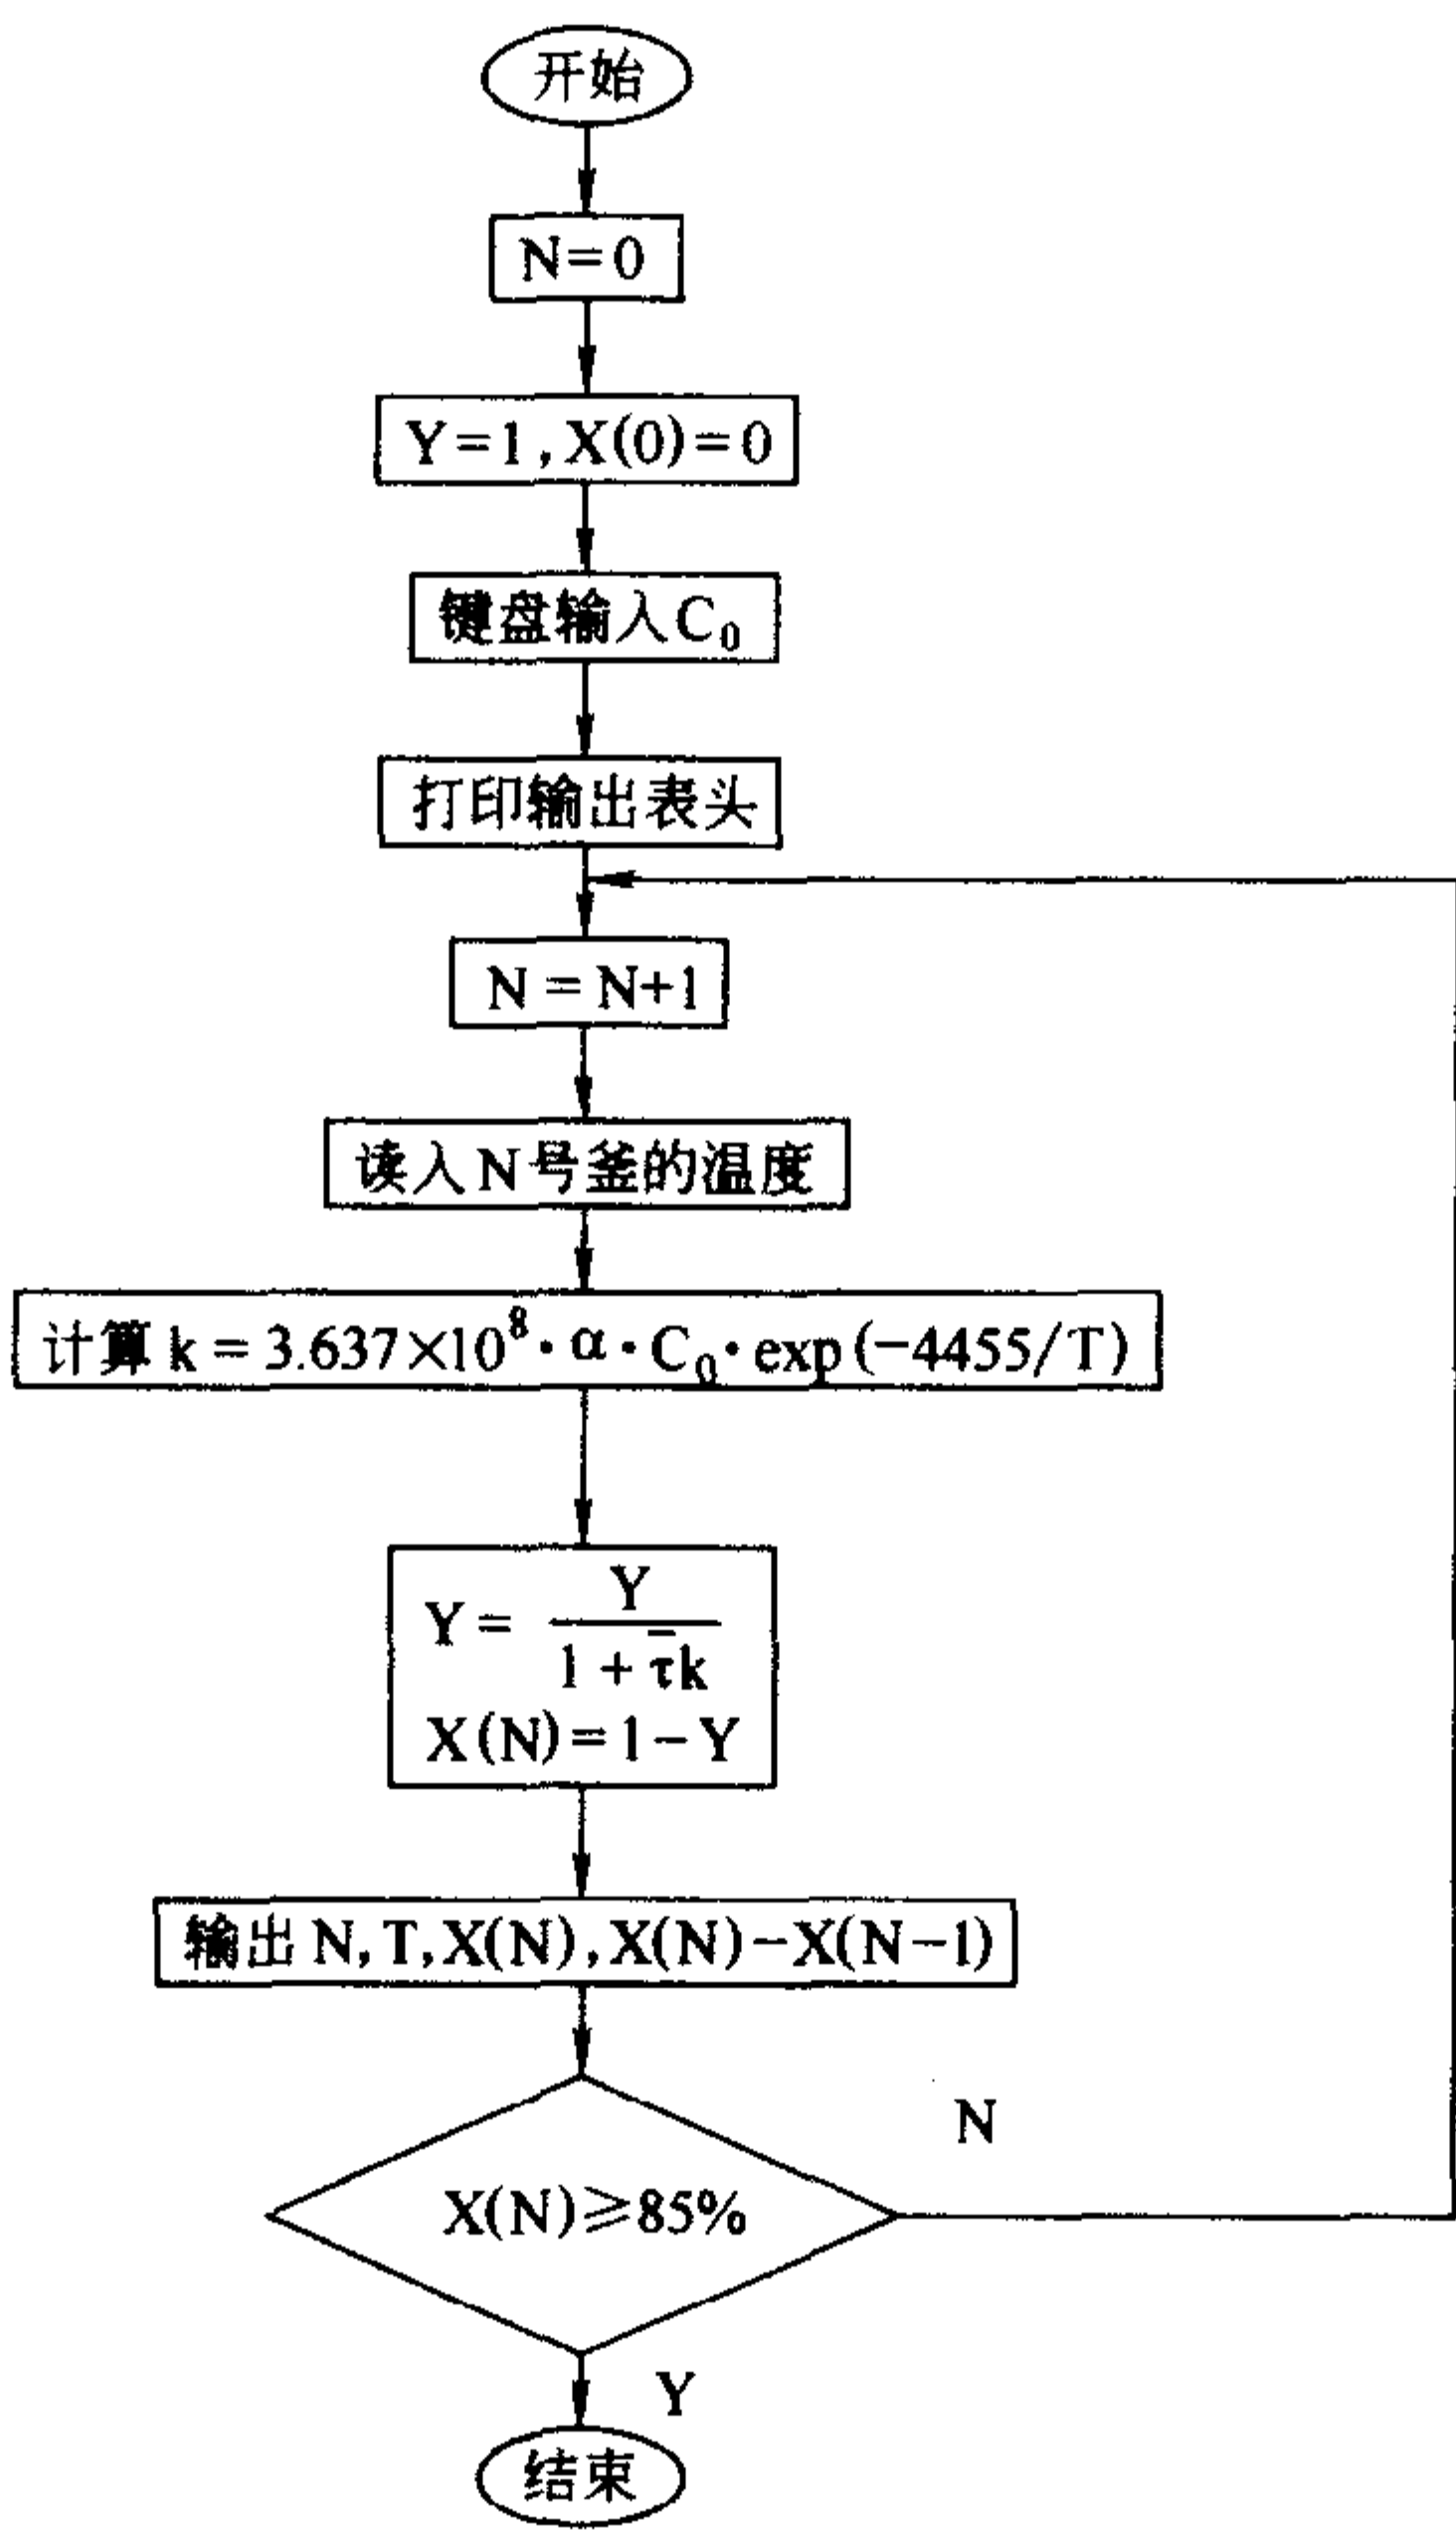 开始
N=0
Y=1,X(0)=0
键盘输入C₀
打印输出表头
N=N+1
读入N号釜的温度
计算 k = 3.637×10⁸·α·C₀·exp(-4455/T)
Y = Y / (1 + τ̄k)
X(N)=1-Y
输出 N,T,X(N),X(N)-X(N-1)
N
X(N)≥85%
Y
结束